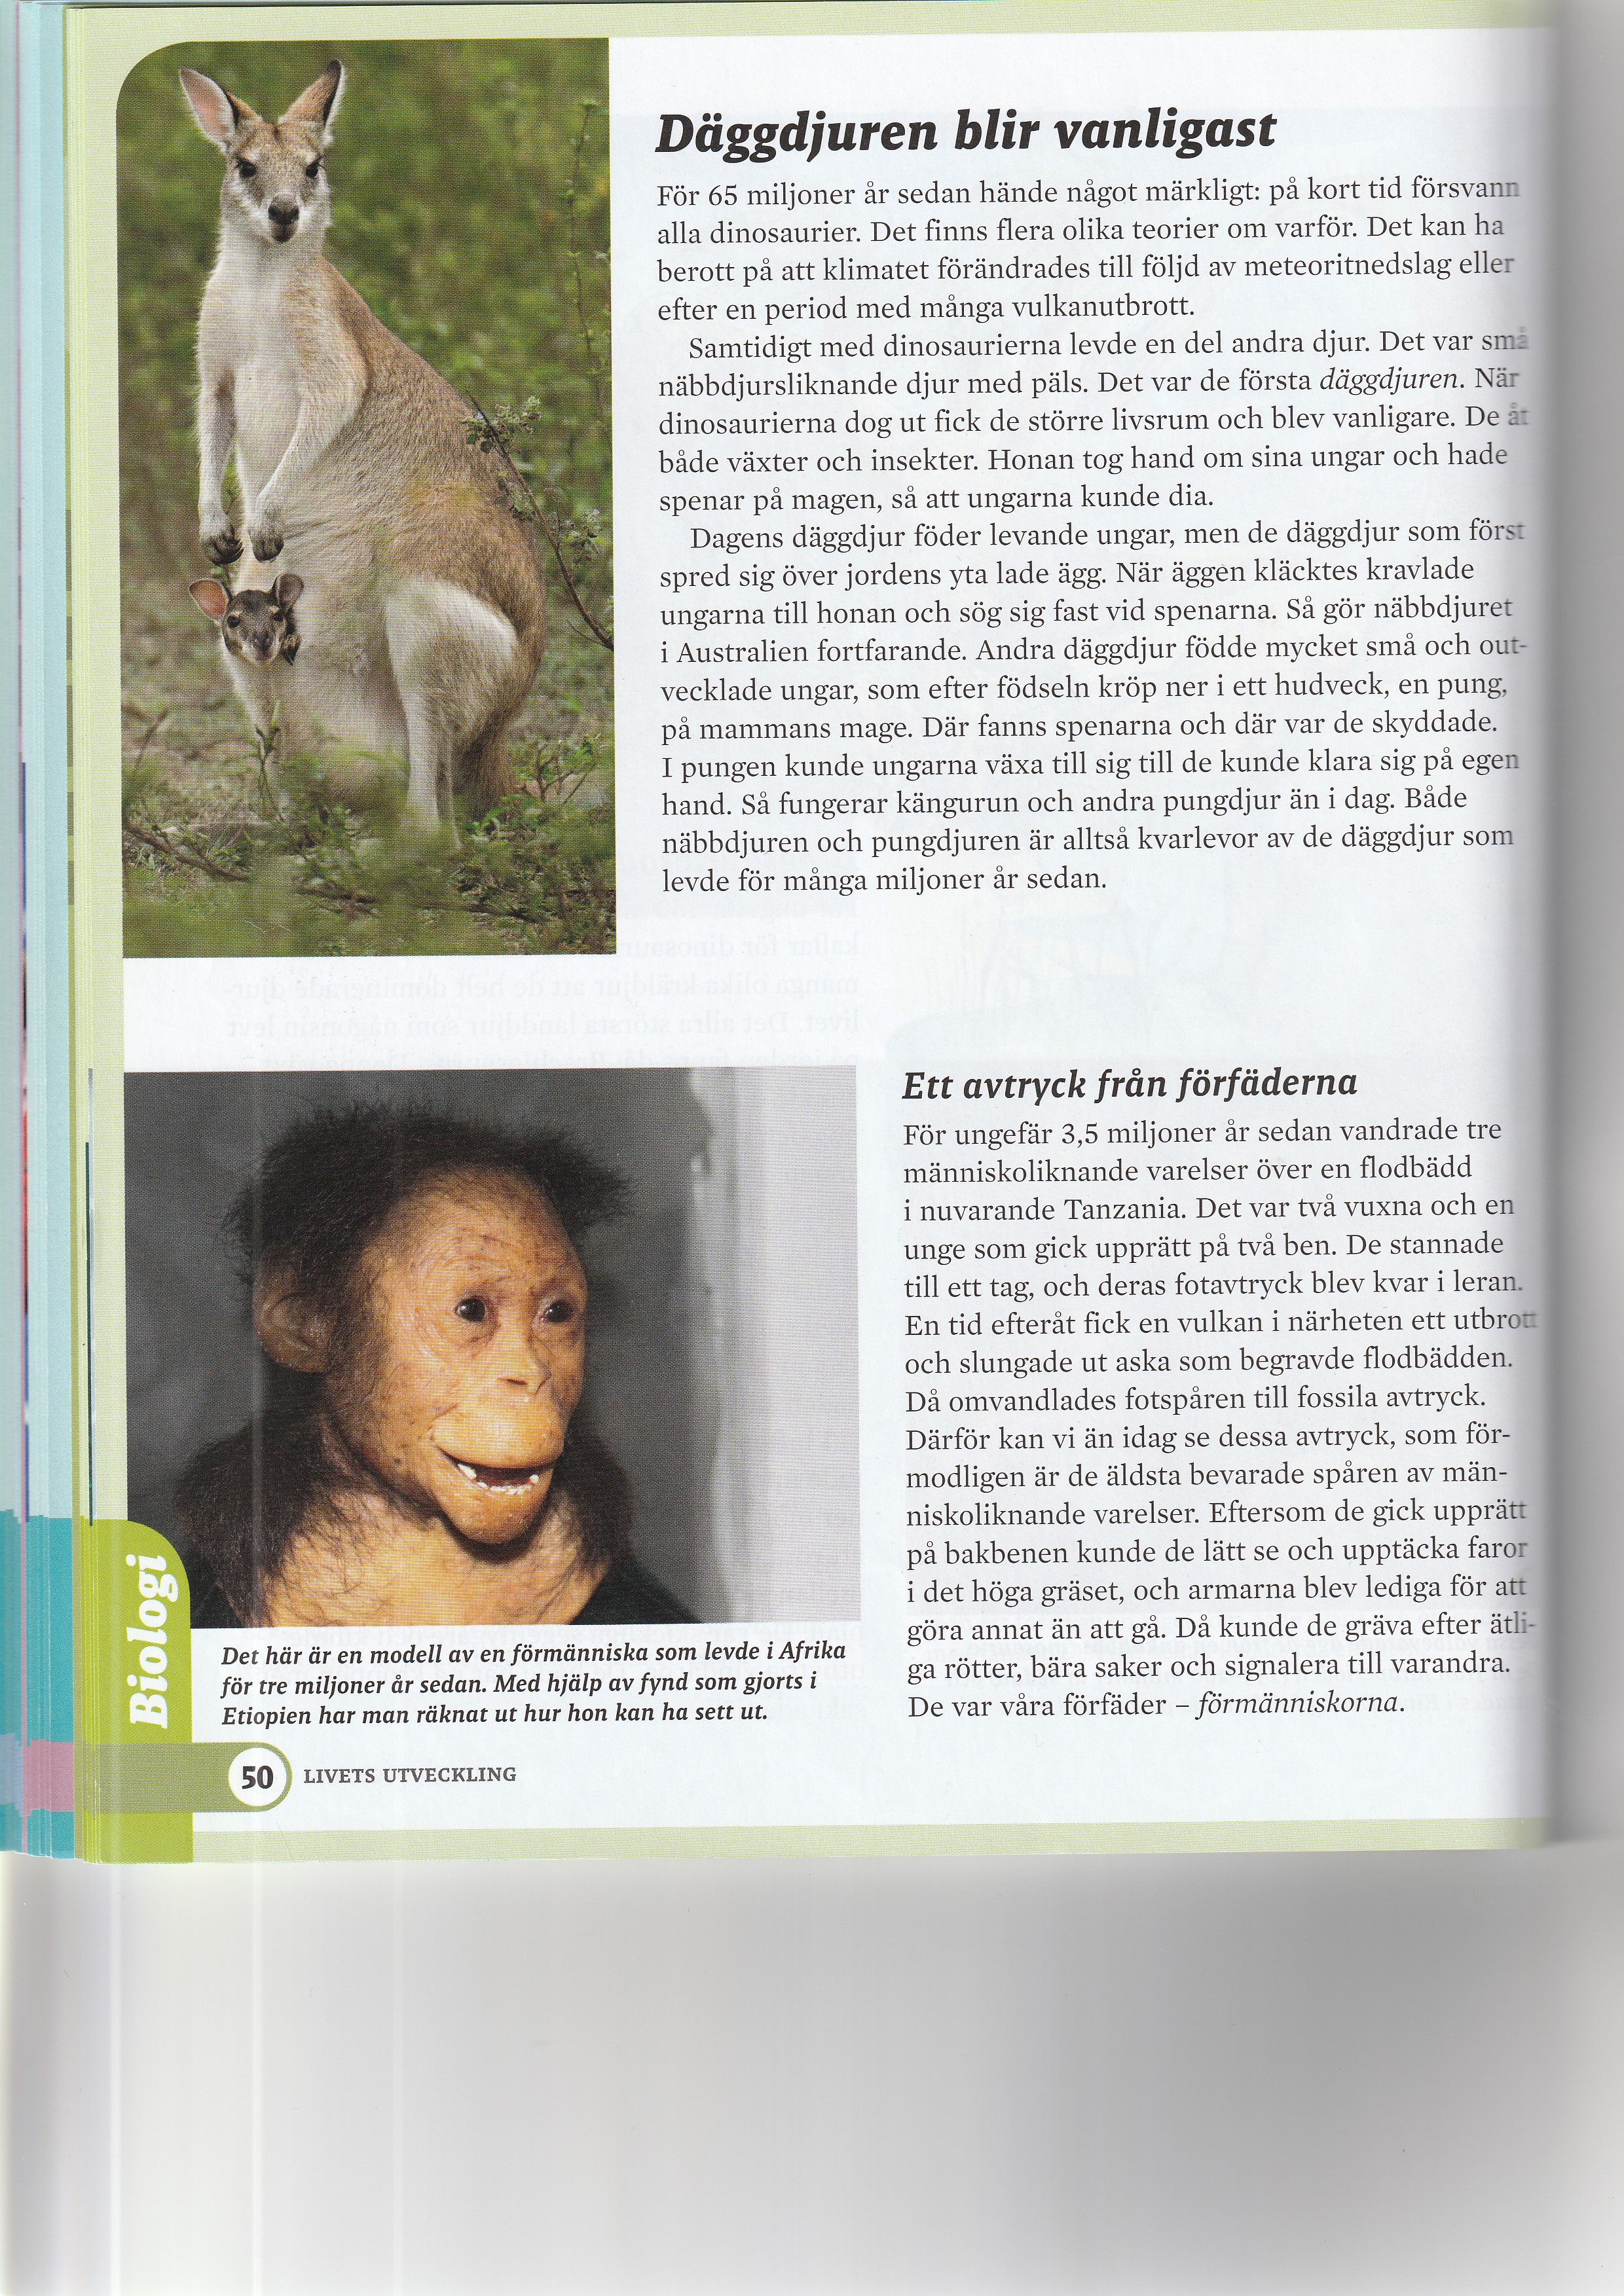 Däggdjuren blir vanligast
För 65 miljoner år sedan hände något märkligt: på kort tid försvann
alla dinosaurier. Det finns flera olika teorier om varför. Det kan ha
berott på att klimatet förändrades till följd av meteoritnedslag eller
efter en period med många vulkanutbrott.
Samtidigt med dinosaurierna levde en del andra djur. Det var små
näbbdjursliknande djur med päls. Det var de första däggdjuren. När
dinosaurierna dog ut fick de större livsrum och blev vanligare. De åt
både växter och insekter. Honan tog hand om sina ungar och hade
spenar på magen, så att ungarna kunde dia.
Dagens däggdjur föder levande ungar, men de däggdjur som först
spred sig över jordens yta lade ägg. När äggen kläcktes kravlade
ungarna till honan och sög sig fast vid spenarna. Så gör näbbdjuret
i Australien fortfarande. Andra däggdjur födde mycket små och out-
vecklade ungar, som efter födseln kröp ner i ett hudveck, en pung,
på mammans mage. Där fanns spenarna och där var de skyddade.
I pungen kunde ungarna växa till sig till de kunde klara sig på egen
hand. Så fungerar kängurun och andra pungdjur än i dag. Både
näbbdjuren och pungdjuren är alltså kvarlevor av de däggdjur som
levde för många miljoner år sedan.
Ett avtryck från förfäderna
För ungefär 3,5 miljoner år sedan vandrade tre
människoliknande varelser över en flodbädd
i nuvarande Tanzania. Det var två vuxna och en
unge som gick upprätt på två ben. De stannade
till ett tag, och deras fotavtryck blev kvar i leran.
En tid efteråt fick en vulkan i närheten ett utbrott
och slungade ut aska som begravde flodbädden.
Då omvandlades fotspåren till fossila avtryck.
Därför kan vi än idag se dessa avtryck, som för-
modligen är de äldsta bevarade spåren av män-
niskoliknande varelser. Eftersom de gick upprätt
på bakbenen kunde de lätt se och upptäcka faror
i det höga gräset, och armarna blev lediga för att
göra annat än att gå. Då kunde de gräva efter ätli-
ga rötter, bära saker och signalera till varandra.
De var våra förfäder – förmänniskorna.
Det här är en modell av en förmänniska som levde i Afrika
för tre miljoner år sedan. Med hjälp av fynd som gjorts i
Etiopien har man räknat ut hur hon kan ha sett ut.
Biologi
50 LIVETS UTVECKLING